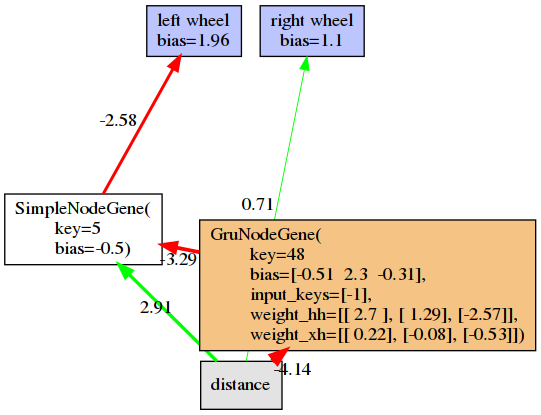 left wheel
bias=1.96
right wheel
bias=1.1
-2.58
0.71
SimpleNodeGene(
key=5
bias=-0.5)
-3.29
GruNodeGene(
key=48
bias=[-0.51 2.3 -0.31],
input_keys=[-1],
weight_hh=[[ 2.7 ], [ 1.29], [-2.57]],
weight_xh=[[ 0.22], [-0.08], [-0.53]])
2.91
-4.14
distance